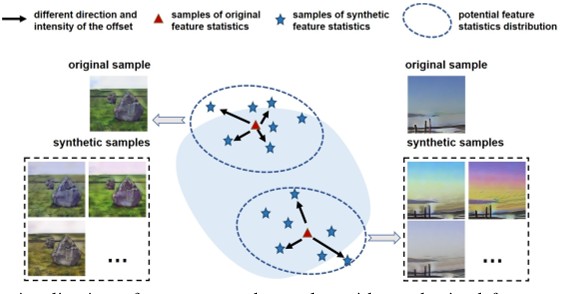 different direction and
intensity of the offset
samples of original
feature statistics
samples of synthetic
feature statistics
potential feature
statistics distribution
original sample
synthetic samples
...
original sample
synthetic samples
...